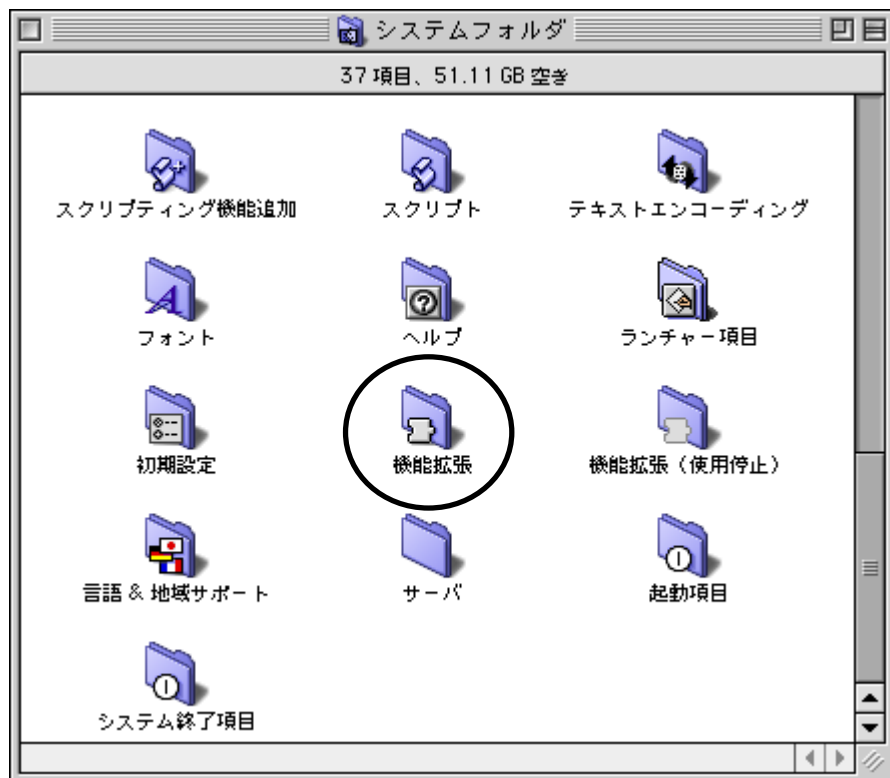 システムフォルダ
37 項目、51.11 GB 空き
スクリプティング機能追加
スクリプト
テキストエンコーディング
フォント
ヘルプ
ランチャー項目
初期設定
機能拡張
機能拡張（使用停止）
言語 & 地域サポート
サーバ
起動項目
システム終了項目